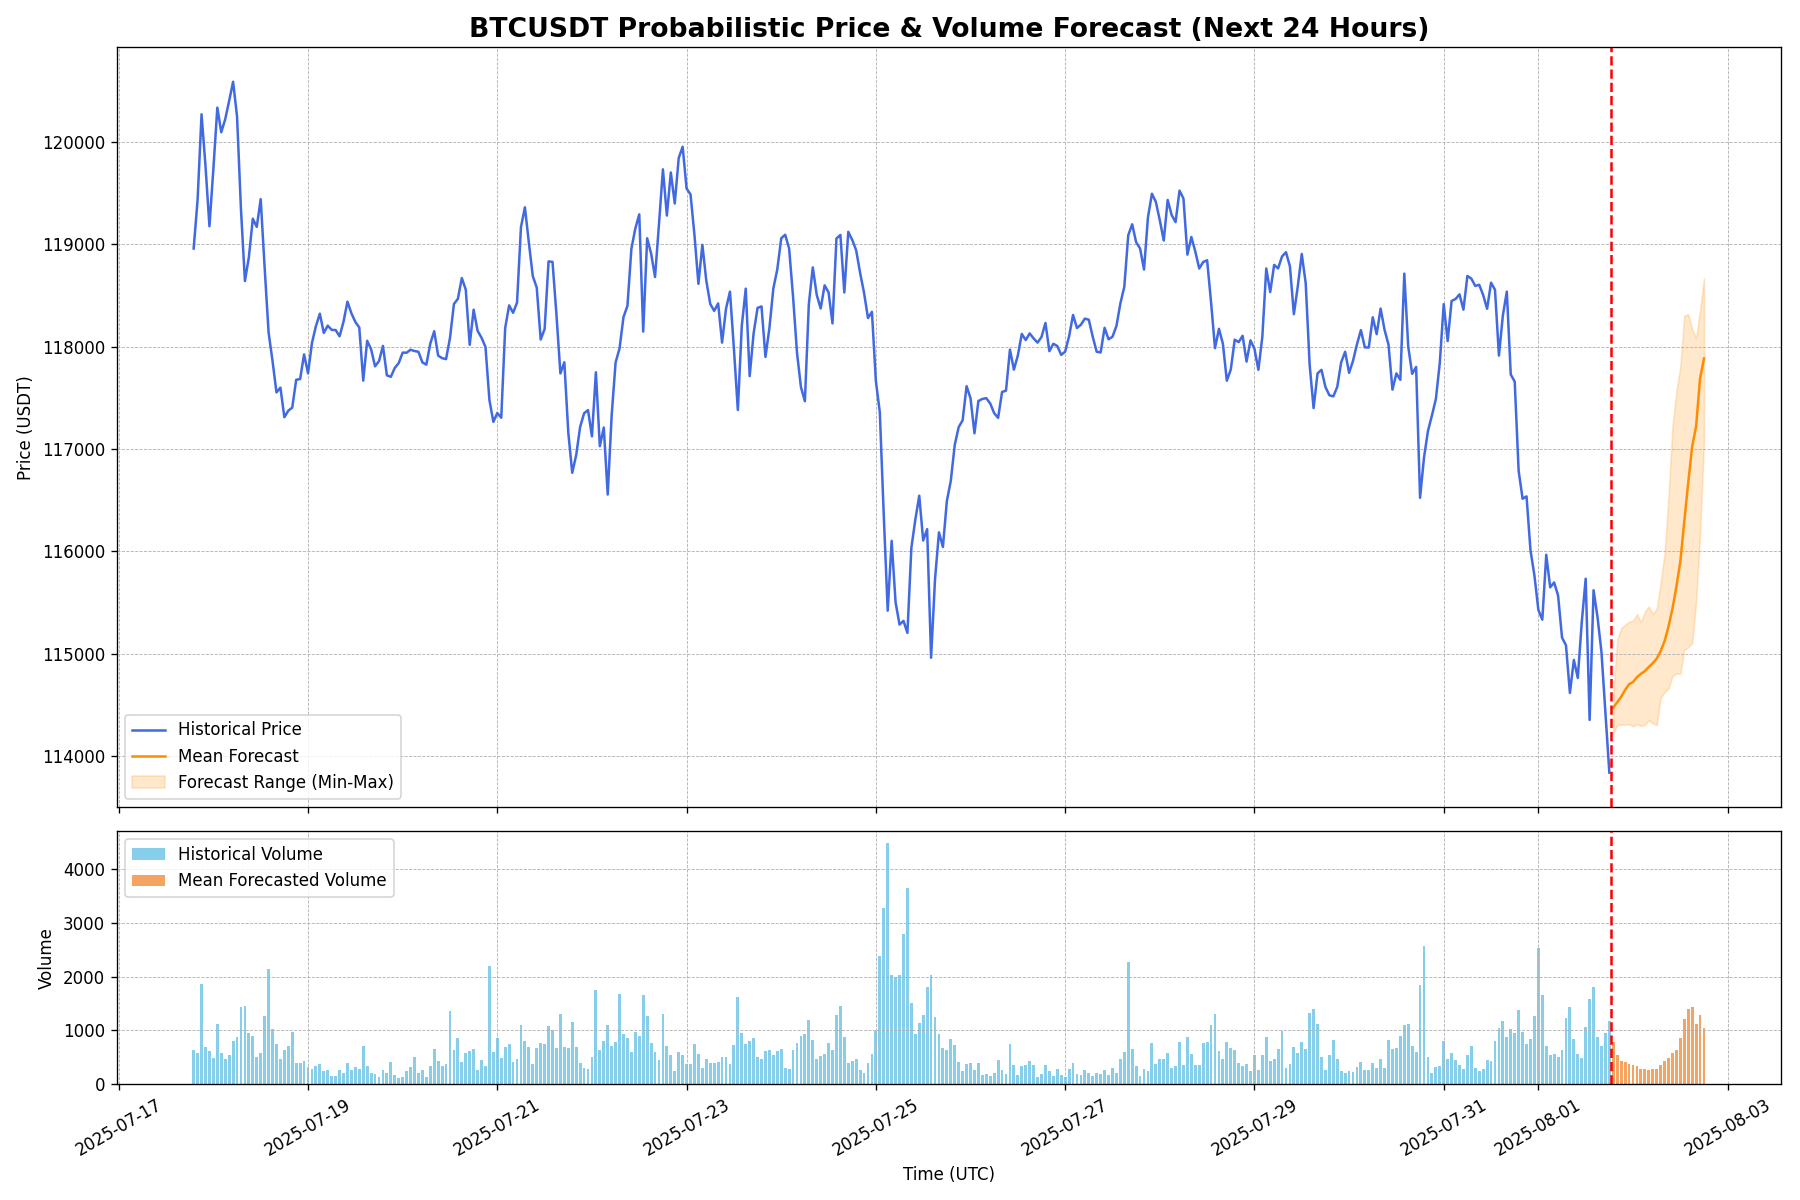 BTCUSDT Probabilistic Price & Volume Forecast (Next 24 Hours)
Price (USDT)
120000
119000
118000
117000
116000
115000
114000
Historical Price
Mean Forecast
Forecast Range (Min-Max)
Volume
4000
3000
2000
1000
0
Historical Volume
Mean Forecasted Volume
2025-07-17
2025-07-19
2025-07-21
2025-07-23
2025-07-25
2025-07-27
2025-07-29
2025-07-31
2025-08-01
2025-08-03
Time (UTC)